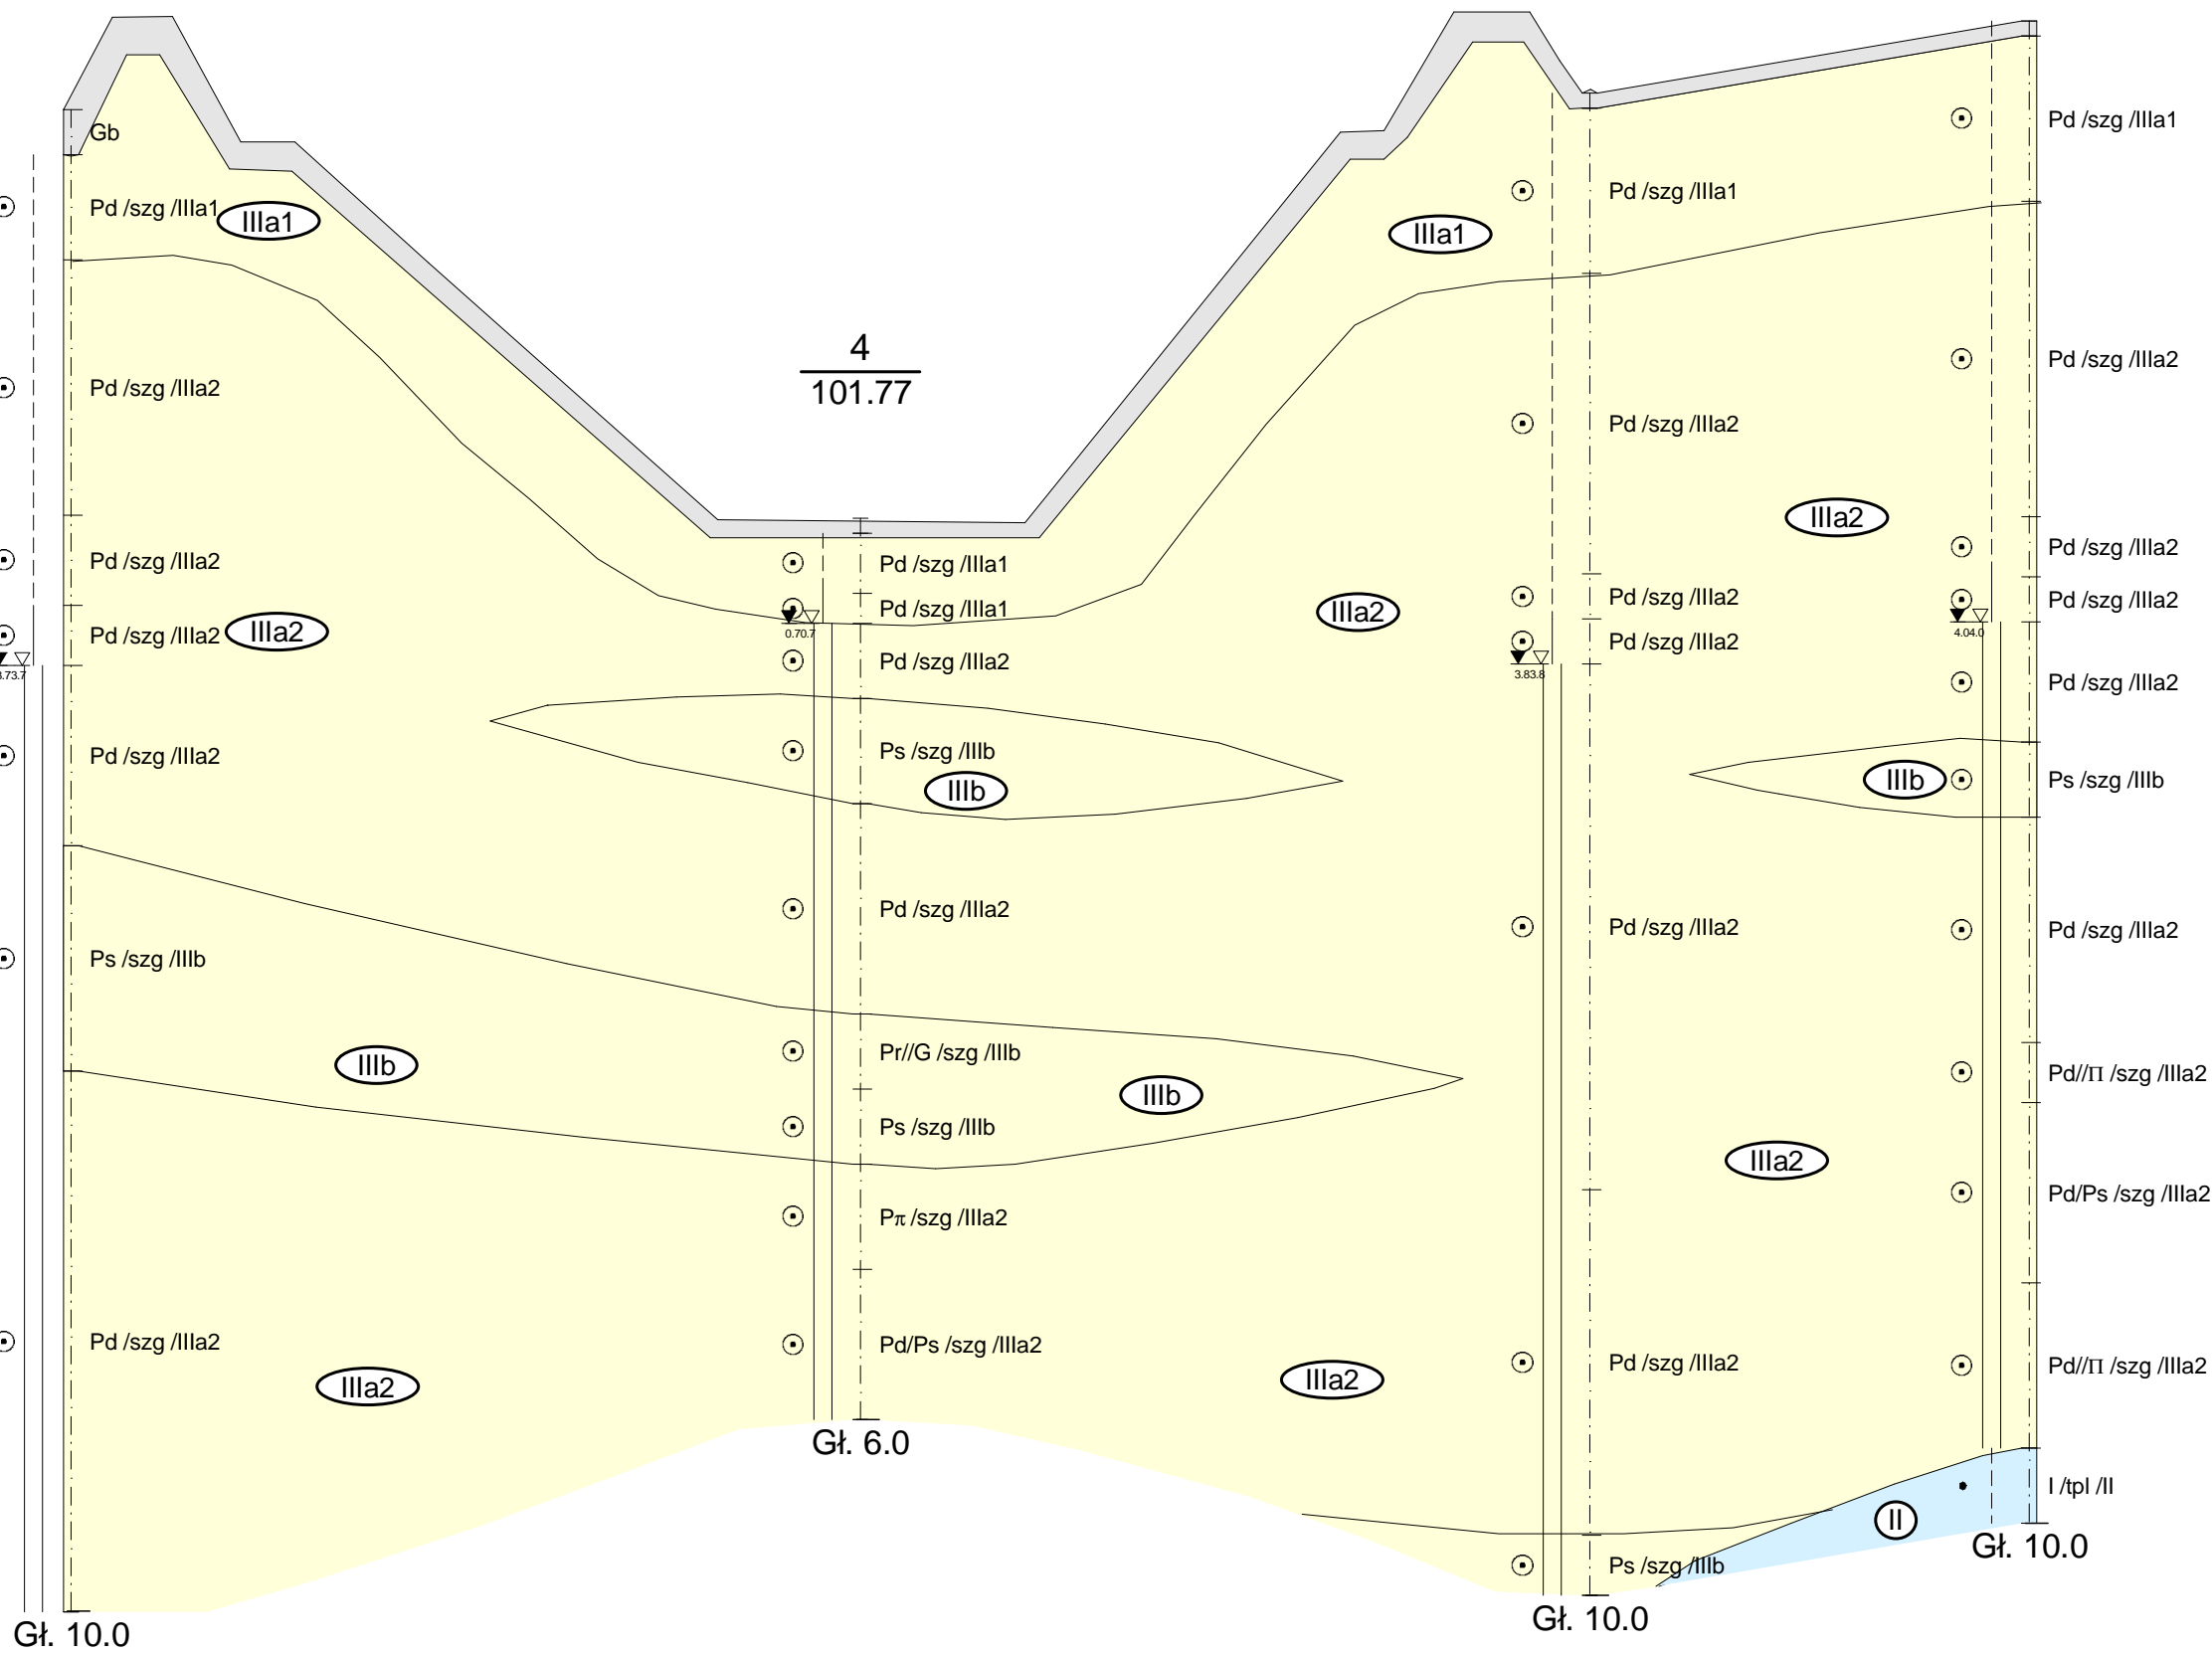 Gb
Pd /szg /IIIa1
IIIa1
Pd /szg /IIIa2
Pd /szg /IIIa2
Pd /szg /IIIa2
IIIa2
3.7
Pd /szg /IIIa2
Ps /szg /IIIb
IIIb
Pd /szg /IIIa2
IIIa2
Gł. 10.0
4
101.77
Pd /szg /IIIa1
Pd /szg /IIIa1
0.70.7
Pd /szg /IIIa2
Ps /szg /IIIb
IIIb
Pd /szg /IIIa2
Pr//G /szg /IIIb
IIIb
Ps /szg /IIIb
Pπ /szg /IIIa2
Pd/Ps /szg /IIIa2
Gł. 6.0
IIIa1
Pd /szg /IIIa1
Pd /szg /IIIa2
Pd /szg /IIIa2
IIIa2
Pd /szg /IIIa2
3.83.8
Pd /szg /IIIa2
Pd /szg /IIIa2
IIIa2
Ps /szg /IIIb
Gł. 10.0
Pd /szg /IIIa1
Pd /szg /IIIa2
IIIa2
Pd /szg /IIIa2
Pd /szg /IIIa2
4.04.0
Pd /szg /IIIa2
IIIb
Ps /szg /IIIb
Pd /szg /IIIa2
Pd//Π /szg /IIIa2
IIIa2
Pd/Ps /szg /IIIa2
Pd//Π /szg /IIIa2
I /tpl /II
II
Gł. 10.0